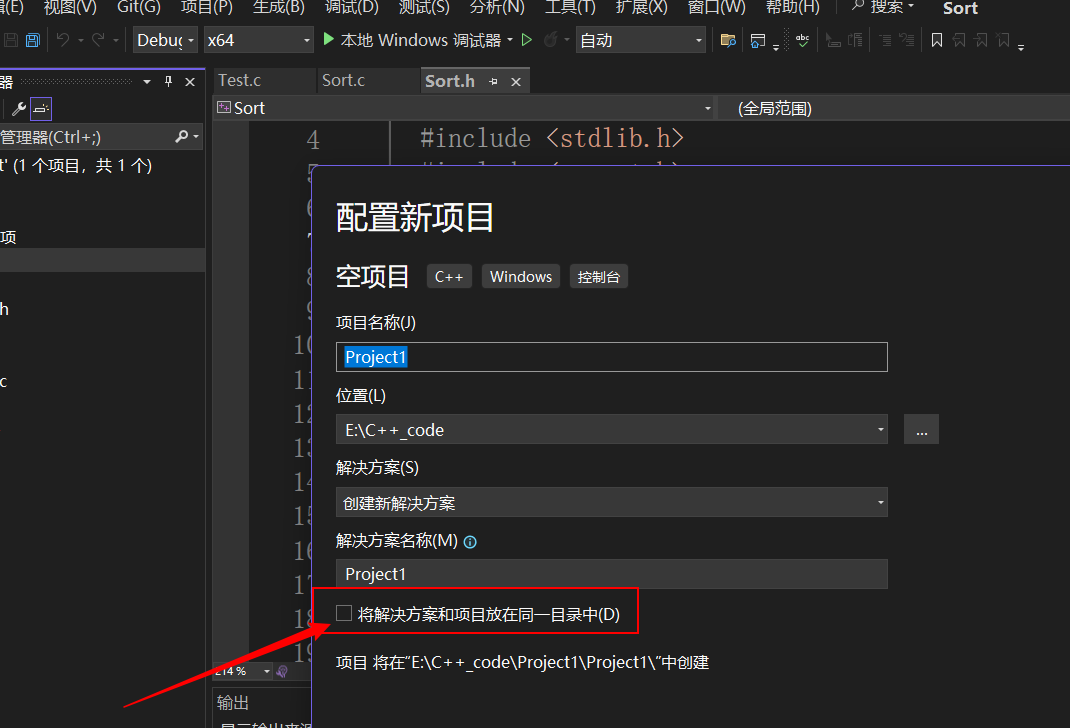 (E) 视图(V) Git(G) 项目(P) 生成(B) 调试(D) 测试(S) 分析(N) 工具(T) 扩展(X) 窗口(W) 帮助(H) 搜索 Sort
Debug x64 本地 Windows 调试器 自动
器
Test.c Sort.c Sort.h
Sort (全局范围)
管理器(Ctrl+;)
t' (1 个项目，共 1 个)
项
h
c
4 #include <stdlib.h>
配置新项目
空项目 C++ Windows 控制台
项目名称(J)
Project1
位置(L)
E:\C++_code ...
解决方案(S)
创建新解决方案
解决方案名称(M)
Project1
将解决方案和项目放在同一目录中(D)
项目 将在“E:\C++_code\Project1\Project1\”中创建
10
11
12
13
14
15
16
17
18
19
214 %
输出